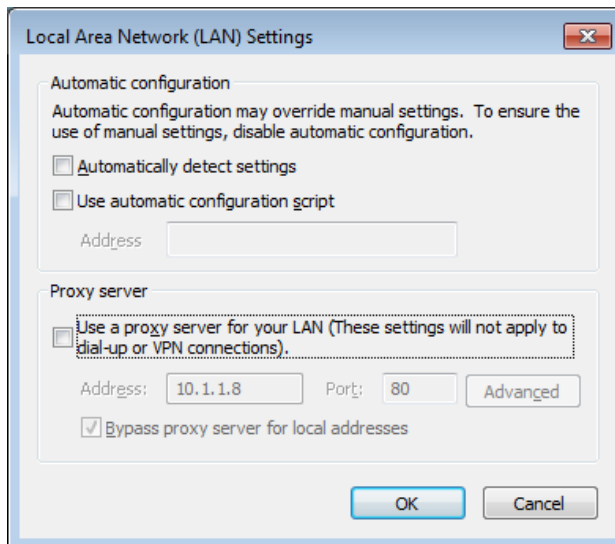 Local Area Network (LAN) Settings
Automatic configuration
Automatic configuration may override manual settings. To ensure the
use of manual settings, disable automatic configuration.
Automatically detect settings
Use automatic configuration script
Address
Proxy server
Use a proxy server for your LAN (These settings will not apply to
dial-up or VPN connections).
Address: 10.1.1.8 Port: 80 Advanced
Bypass proxy server for local addresses
OK Cancel